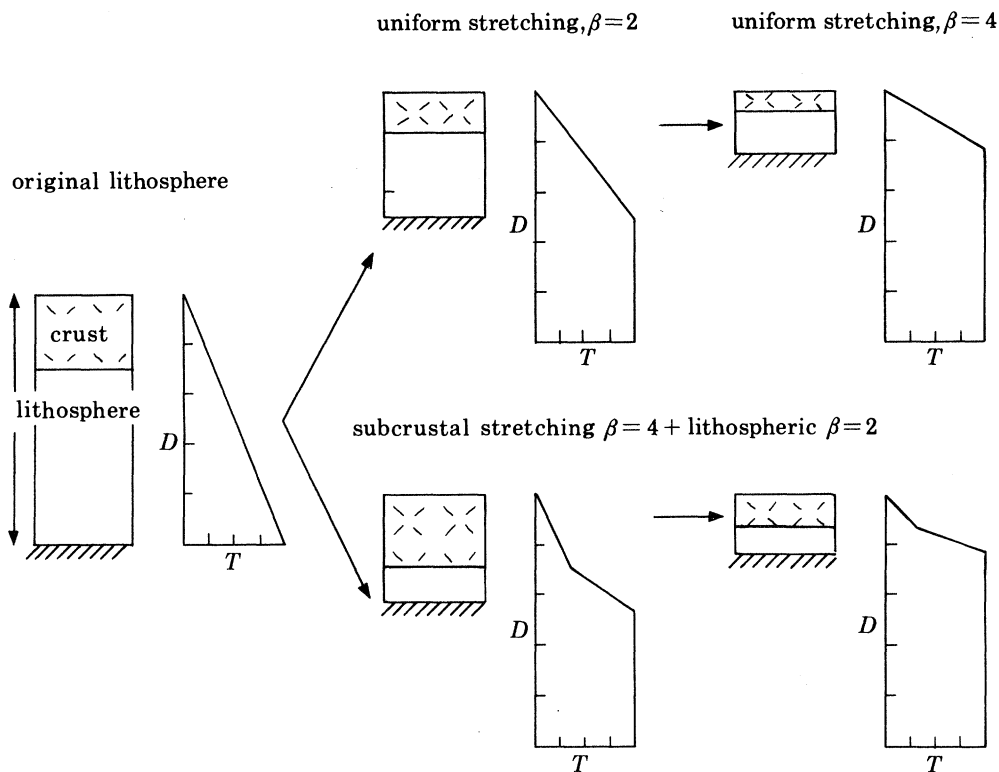 uniform stretching, β=2
uniform stretching, β=4
original lithosphere
crust
lithosphere
D
T
D
T
D
T
subcrustal stretching β=4 + lithospheric β=2
D
T
D
T